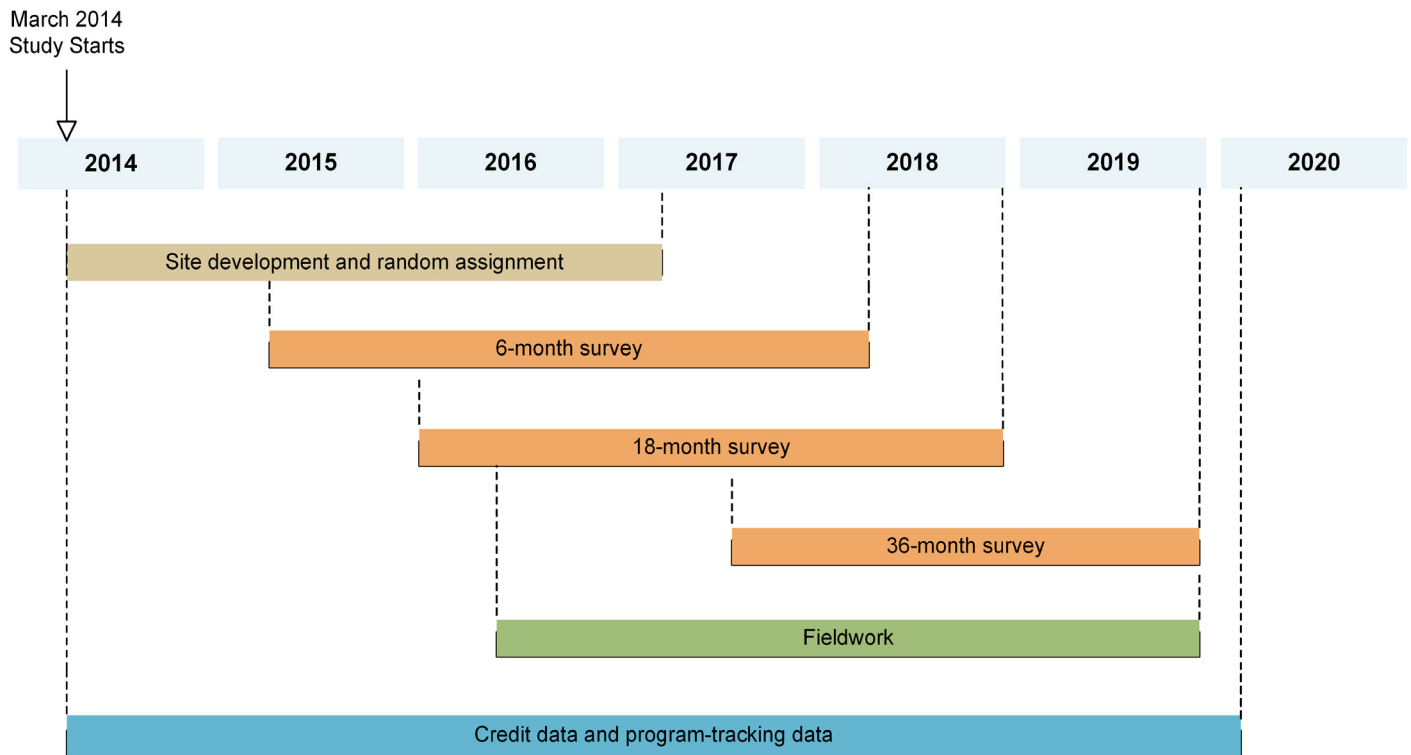 March 2014
Study Starts
2014 2015 2016 2017 2018 2019 2020
Site development and random assignment
6-month survey
18-month survey
36-month survey
Fieldwork
Credit data and program-tracking data